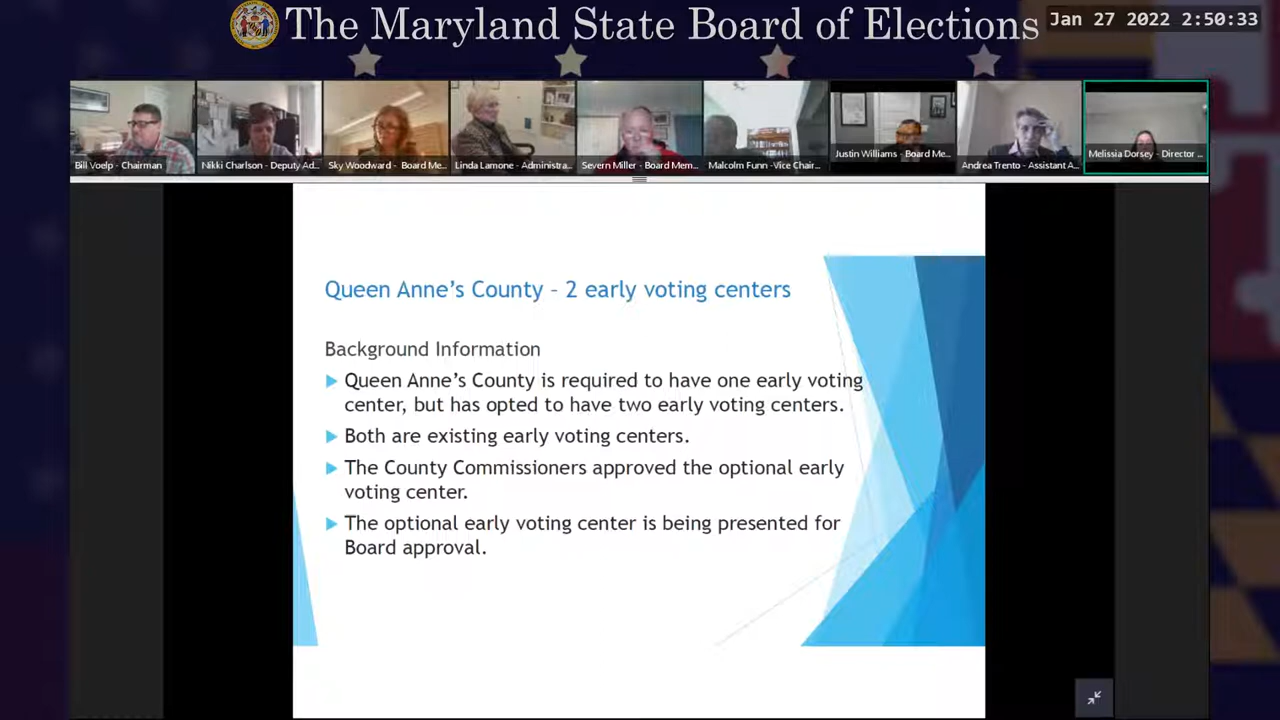 The Maryland State Board of Elections
Jan 27 2022 2:50:33
Bill Voelp - Chairman
Nikki Charlson - Deputy Ad...
Sky Woodward - Board Me...
Linda Lamone - Administra...
Severn Miller - Board Mem...
Malcolm Funn -Vice Chair...
Justin Williams - Board Me...
Andrea Trento - Assistant A...
Melissia Dorsey - Director ...
Queen Anne’s County – 2 early voting centers
Background Information
Queen Anne’s County is required to have one early voting
center, but has opted to have two early voting centers.
Both are existing early voting centers.
The County Commissioners approved the optional early
voting center.
The optional early voting center is being presented for
Board approval.